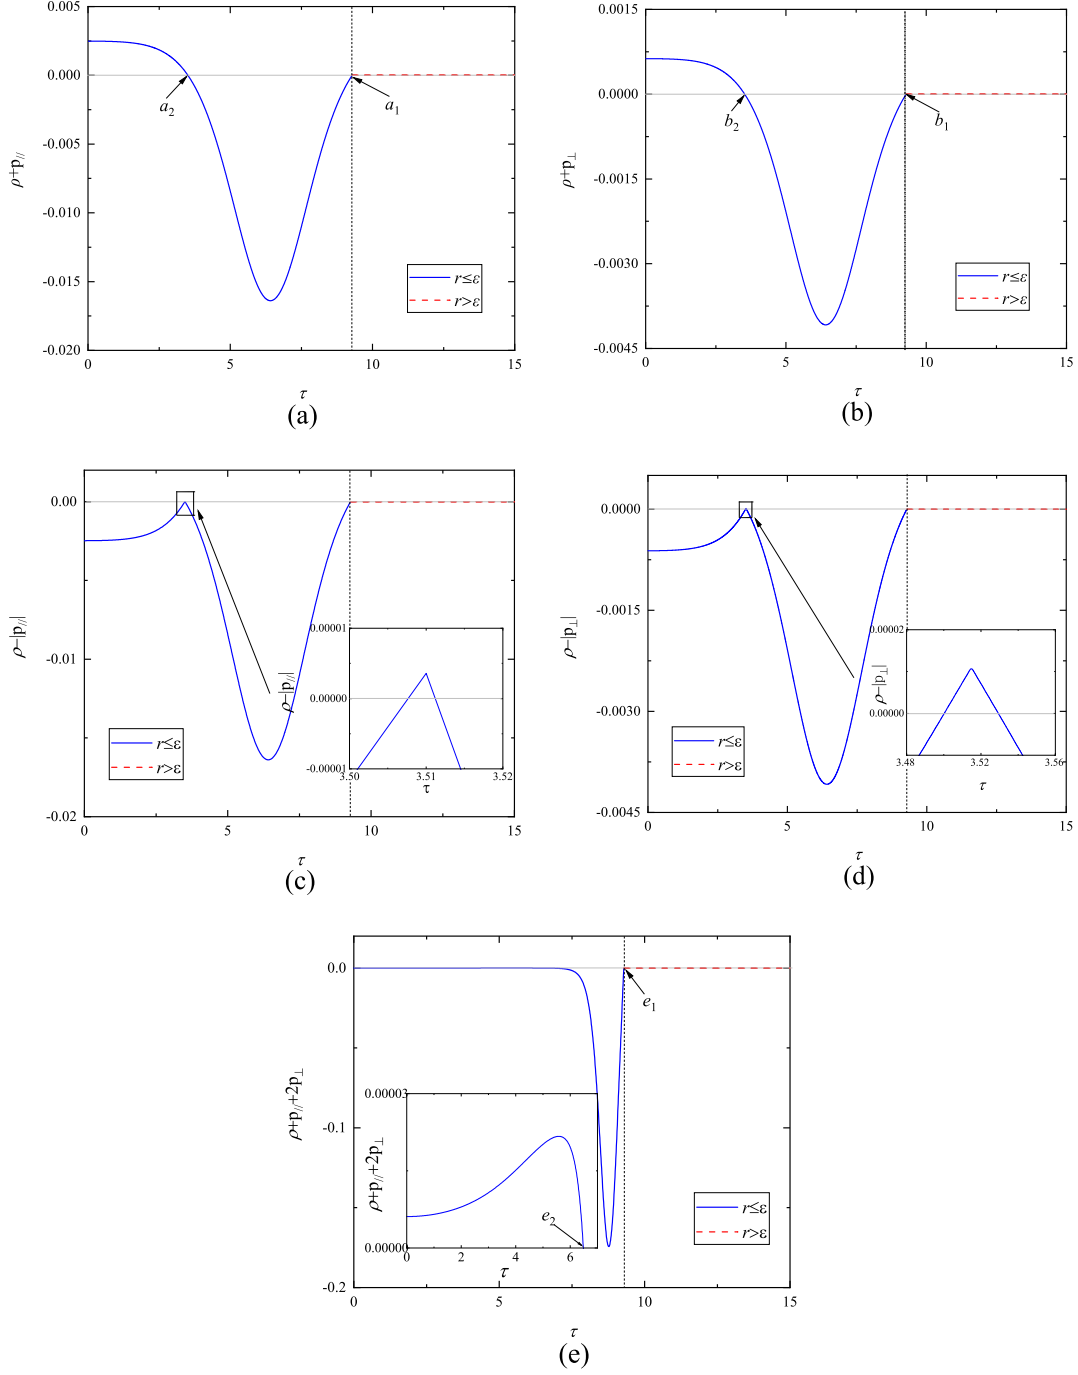 0.005
0.000
-0.005
-0.010
-0.015
-0.020
ρ+p//
a2
a1
r≤ε
r>ε
0
5
10
15
τ
(a)
0.0015
0.0000
-0.0015
-0.0030
-0.0045
ρ+p⊥
b2
b1
r≤ε
r>ε
0
5
10
15
τ
(b)
0.00
-0.01
-0.02
ρ−|p//|
r≤ε
r>ε
0.00001
0.00000
-0.00001
ρ−|p//|
3.50
3.51
3.52
τ
0
5
10
15
τ
(c)
0.0000
-0.0015
-0.0030
-0.0045
ρ−|p⊥|
r≤ε
r>ε
0.00002
0.00000
ρ−|p⊥|
3.48
3.52
3.56
τ
0
5
10
15
τ
(d)
0.0
-0.1
-0.2
ρ+p//+2p⊥
e1
0.00003
0.00000
ρ+p//+2p⊥
e2
0
2
4
6
τ
r≤ε
r>ε
0
5
10
15
τ
(e)